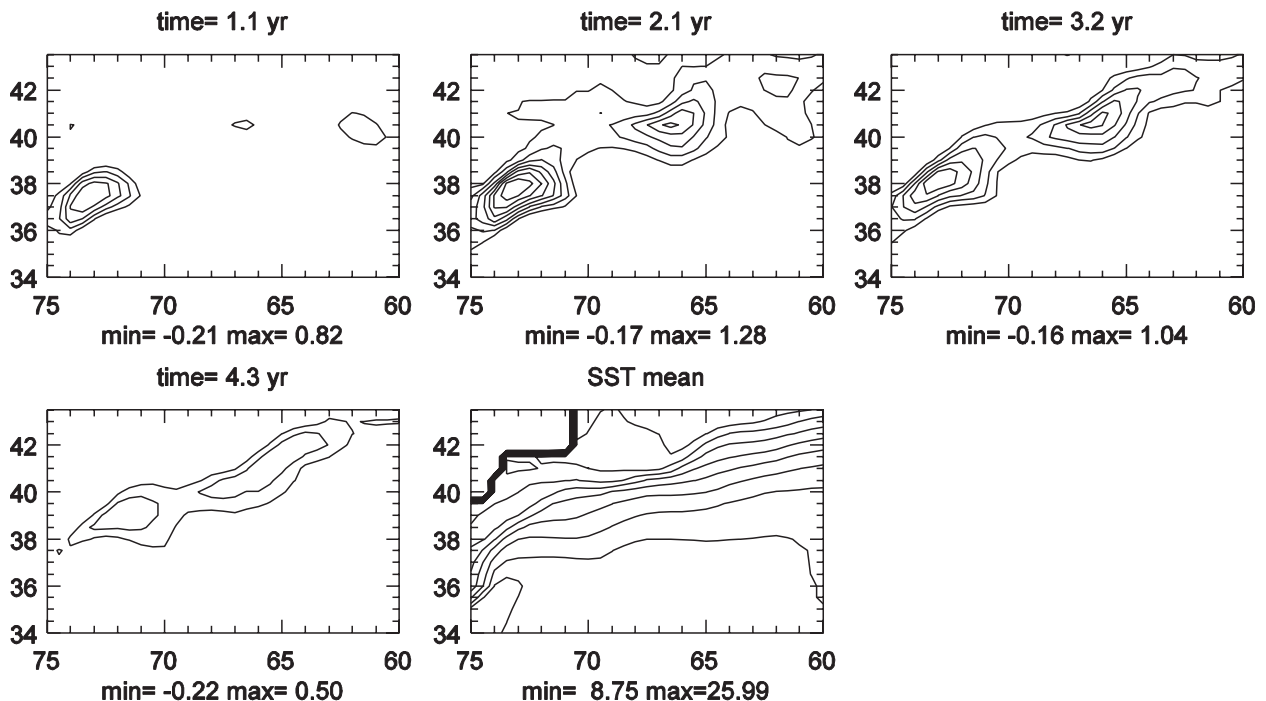 time= 1.1 yr
42
40
38
36
34
75 70 65 60
min= -0.21 max= 0.82
time= 2.1 yr
42
40
38
36
34
75 70 65 60
min= -0.17 max= 1.28
time= 3.2 yr
42
40
38
36
34
75 70 65 60
min= -0.16 max= 1.04
time= 4.3 yr
42
40
38
36
34
75 70 65 60
min= -0.22 max= 0.50
SST mean
42
40
38
36
34
75 70 65 60
min= 8.75 max=25.99